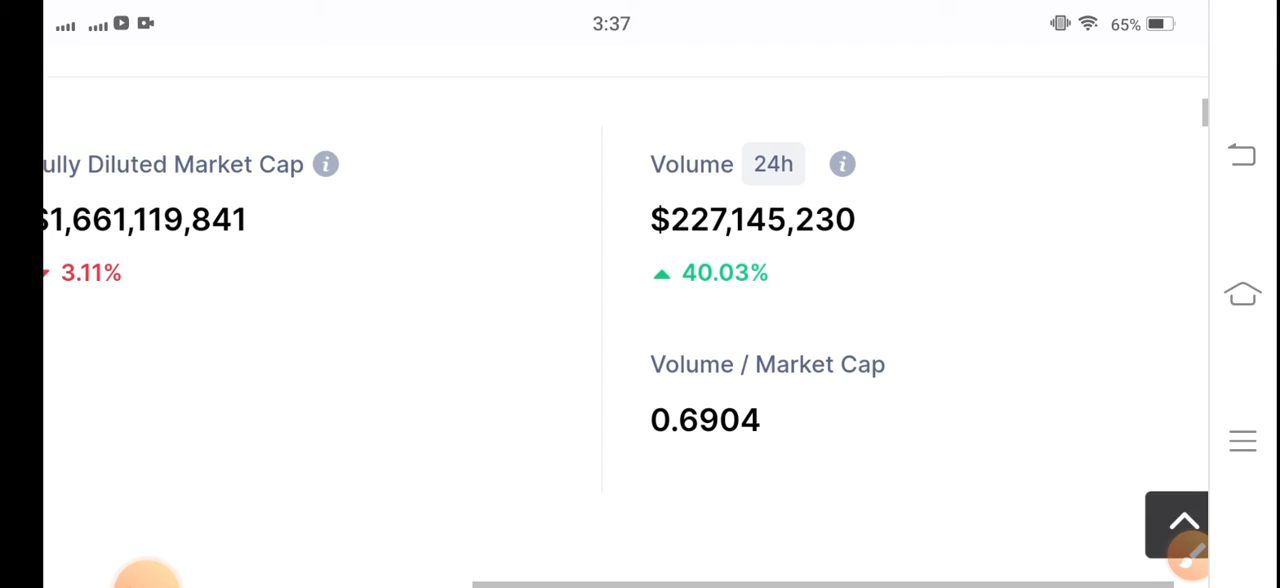 3:37
65%
ully Diluted Market Cap
$1,661,119,841
3.11%
Volume 24h
$227,145,230
40.03%
Volume / Market Cap
0.6904